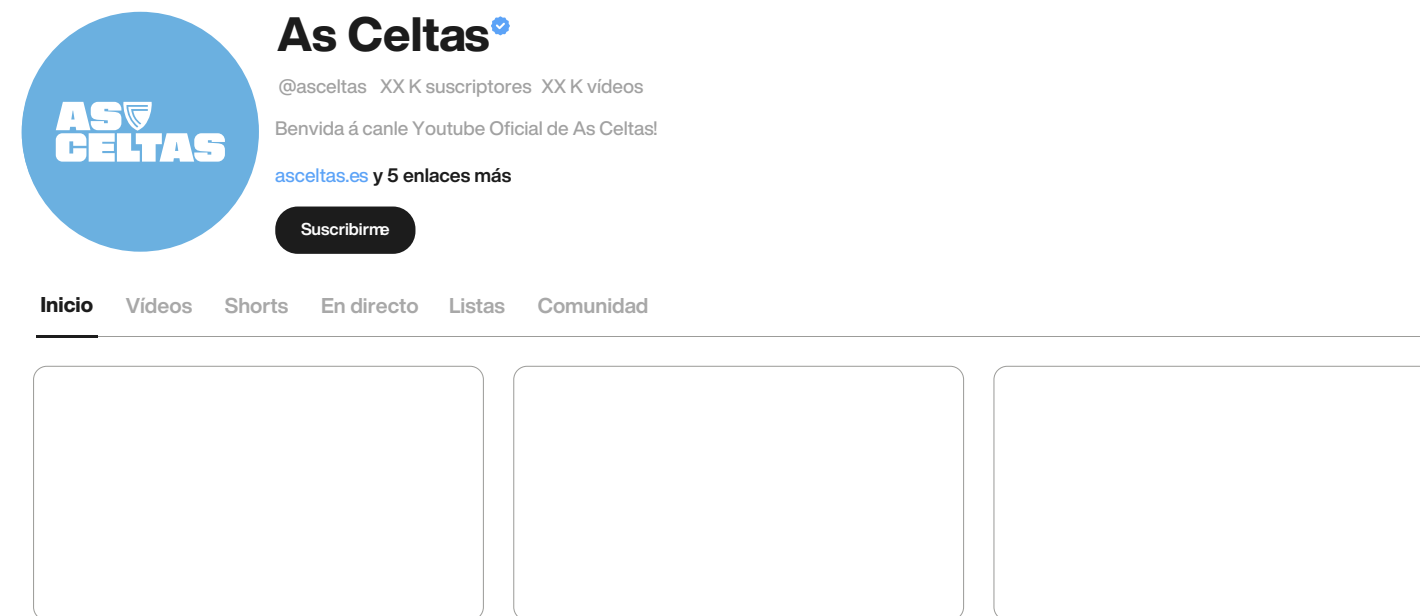 AS
CELTAS
As Celtas
@asceltas XX K suscriptores XX K vídeos
Benvida á canle Youtube Oficial de As Celtas!
asceltas.es y 5 enlaces más
Suscribirme
Inicio Vídeos Shorts En directo Listas Comunidad